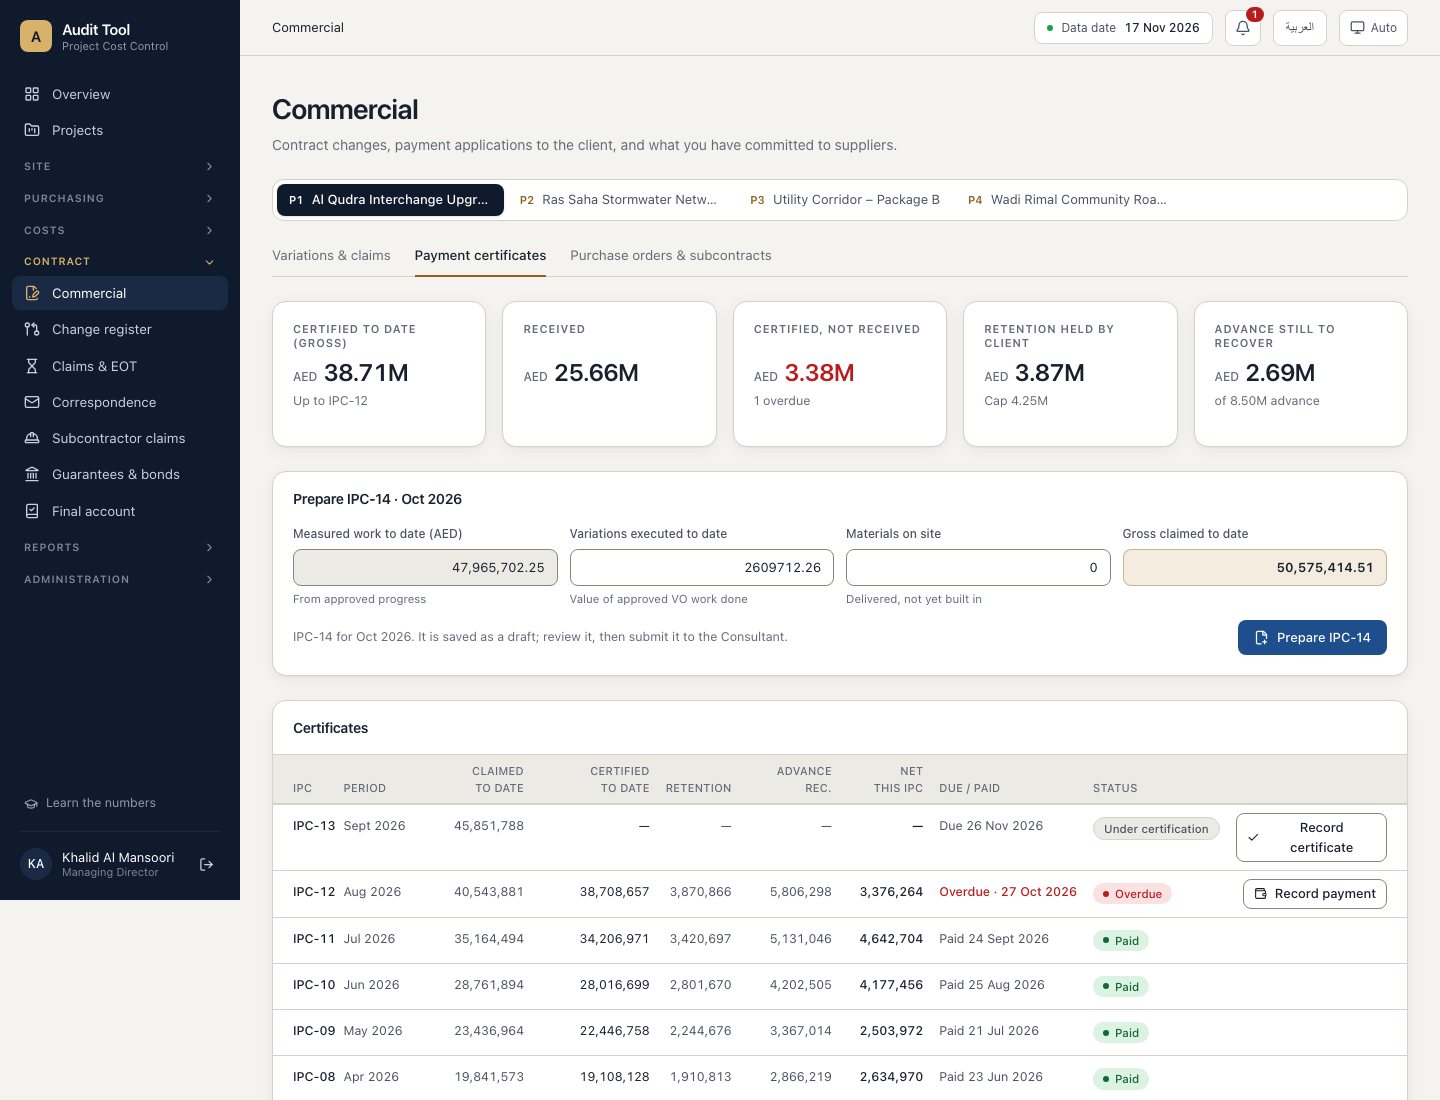 A
Audit Tool
Project Cost Control
Overview
Projects
SITE
PURCHASING
COSTS
CONTRACT
Commercial
Change register
Claims & EOT
Correspondence
Subcontractor claims
Guarantees & bonds
Final account
REPORTS
ADMINISTRATION
Learn the numbers
KA
Khalid Al Mansoori
Managing Director
Commercial
Data date 17 Nov 2026
1
العربية
Auto
Commercial
Contract changes, payment applications to the client, and what you have committed to suppliers.
P1 Al Qudra Interchange Upgr... P2 Ras Saha Stormwater Netw... P3 Utility Corridor – Package B P4 Wadi Rimal Community Roa...
Variations & claims Payment certificates Purchase orders & subcontracts
CERTIFIED TO DATE (GROSS)
AED 38.71M
Up to IPC-12
RECEIVED
AED 25.66M
CERTIFIED, NOT RECEIVED
AED 3.38M
1 overdue
RETENTION HELD BY CLIENT
AED 3.87M
Cap 4.25M
ADVANCE STILL TO RECOVER
AED 2.69M
of 8.50M advance
Prepare IPC-14 · Oct 2026
Measured work to date (AED) Variations executed to date Materials on site Gross claimed to date
47,965,702.25 2609712.26 0 50,575,414.51
From approved progress Value of approved VO work done Delivered, not yet built in
IPC-14 for Oct 2026. It is saved as a draft; review it, then submit it to the Consultant.
Prepare IPC-14
Certificates
IPC PERIOD CLAIMED TO DATE CERTIFIED TO DATE RETENTION ADVANCE REC. NET THIS IPC DUE / PAID STATUS
IPC-13 Sept 2026 45,851,788 — — — — Due 26 Nov 2026 Under certification Record certificate
IPC-12 Aug 2026 40,543,881 38,708,657 3,870,866 5,806,298 3,376,264 Overdue · 27 Oct 2026 Overdue Record payment
IPC-11 Jul 2026 35,164,494 34,206,971 3,420,697 5,131,046 4,642,704 Paid 24 Sept 2026 Paid
IPC-10 Jun 2026 28,761,894 28,016,699 2,801,670 4,202,505 4,177,456 Paid 25 Aug 2026 Paid
IPC-09 May 2026 23,436,964 22,446,758 2,244,676 3,367,014 2,503,972 Paid 21 Jul 2026 Paid
IPC-08 Apr 2026 19,841,573 19,108,128 1,910,813 2,866,219 2,634,970 Paid 23 Jun 2026 Paid